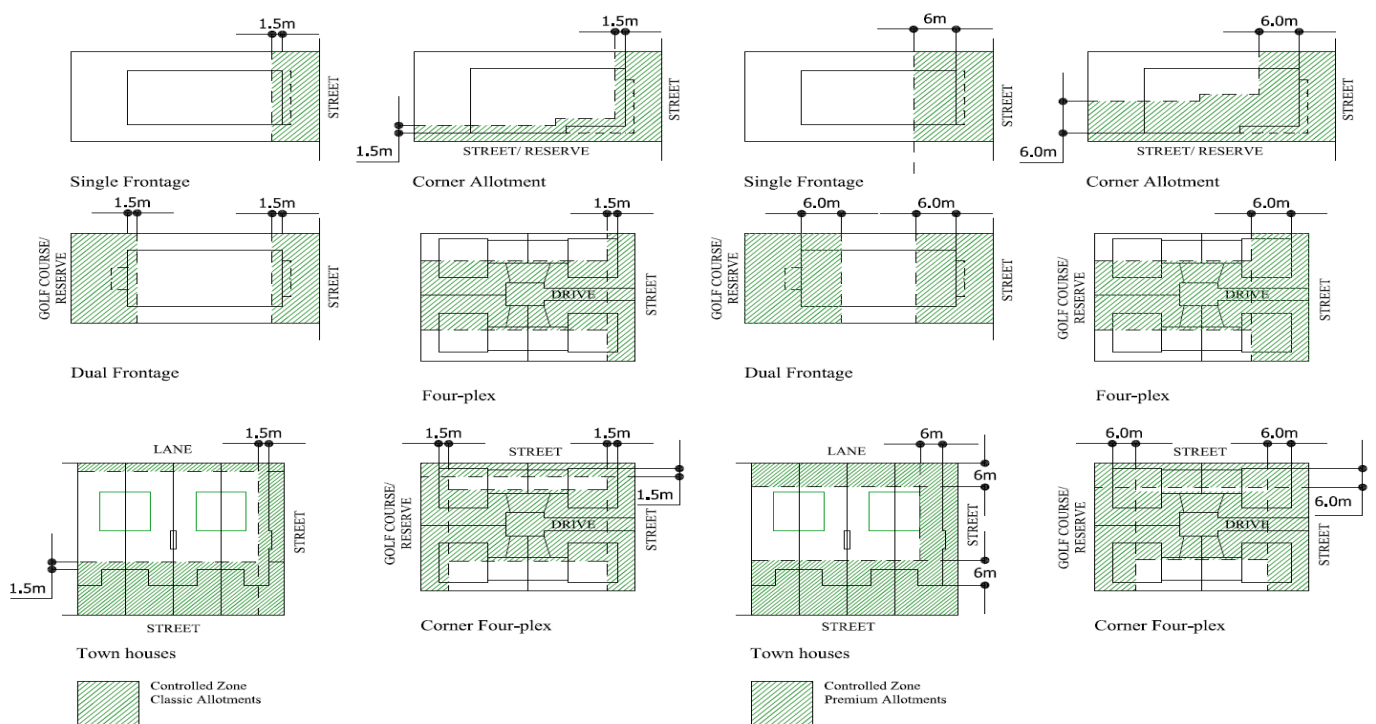 1.5m
1.5m
6m
6.0m
STREET
1.5m
STREET
STREET
6.0m
STREET
STREET/ RESERVE
STREET/ RESERVE
Single Frontage
Corner Allotment
Single Frontage
Corner Allotment
1.5m
1.5m
1.5m
6.0m
6.0m
6.0m
GOLF COURSE/
RESERVE
STREET
DRIVE
STREET
GOLF COURSE/
RESERVE
STREET
GOLF COURSE/
RESERVE
DRIVE
STREET
Dual Frontage
Four-plex
Dual Frontage
Four-plex
LANE
1.5m
1.5m
STREET
1.5m
LANE
6m
6.0m
STREET
6.0m
1.5m
STREET
1.5m
GOLF COURSE/
RESERVE
DRIVE
STREET
6m
STREET
6m
6.0m
GOLF COURSE/
RESERVE
DRIVE
STREET
STREET
STREET
Town houses
Corner Four-plex
Town houses
Corner Four-plex
Controlled Zone
Classic Allotments
Controlled Zone
Premium Allotments